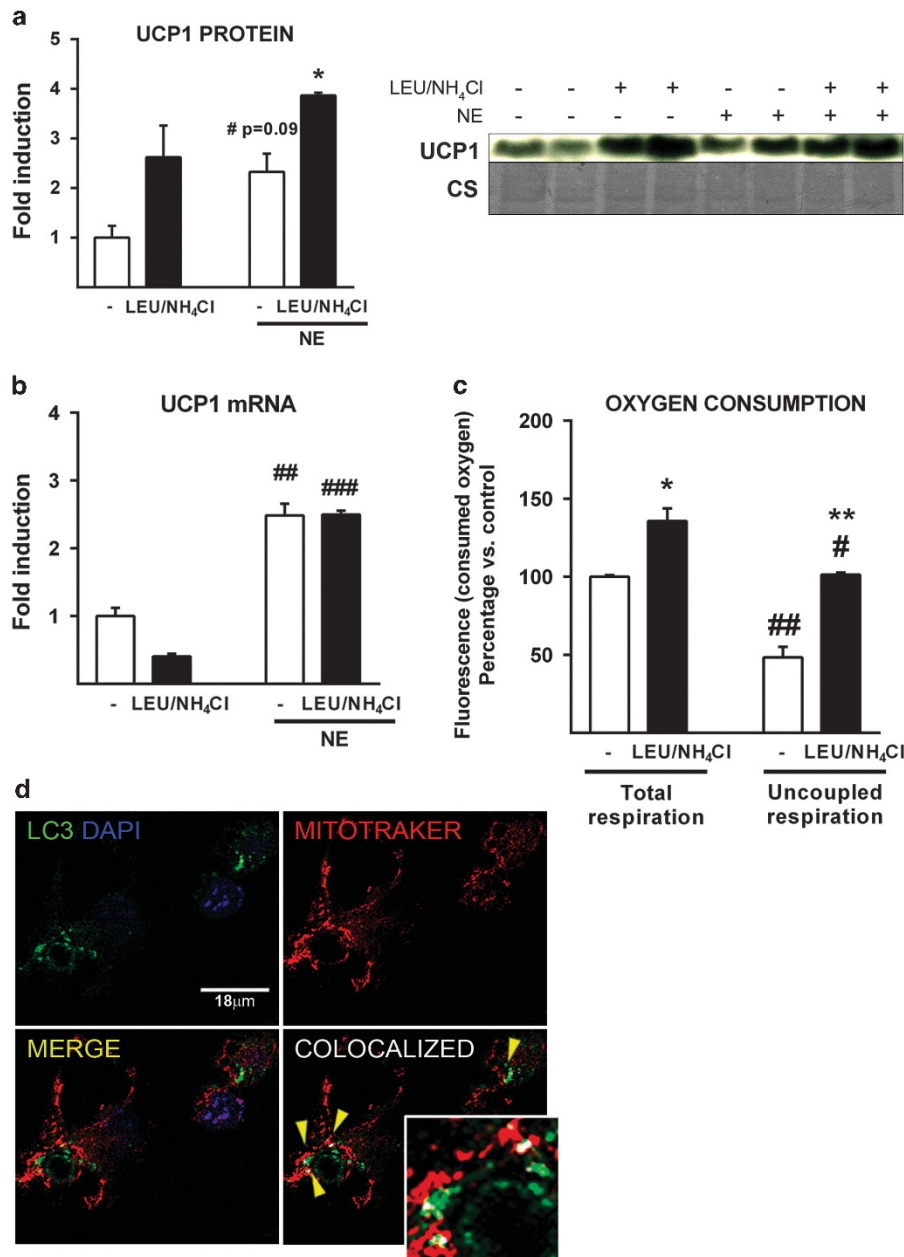 a
UCP1 PROTEIN
Fold induction
5
4
3
2
1
# p=0.09
*
- LEU/NH₄Cl - LEU/NH₄Cl
NE
LEU/NH₄Cl - - + + - - + +
NE - - - - + + + +
UCP1
CS
b
UCP1 mRNA
Fold induction
4
3
2
1
## ###
- LEU/NH₄Cl - LEU/NH₄Cl
NE
c
OXYGEN CONSUMPTION
Fluorescence (consumed oxygen)
Percentage vs. control
200
150
100
50
*
**
#
##
- LEU/NH₄Cl - LEU/NH₄Cl
Total respiration
Uncoupled respiration
d
LC3 DAPI
18µm
MITOTRAKER
MERGE
COLOCALIZED